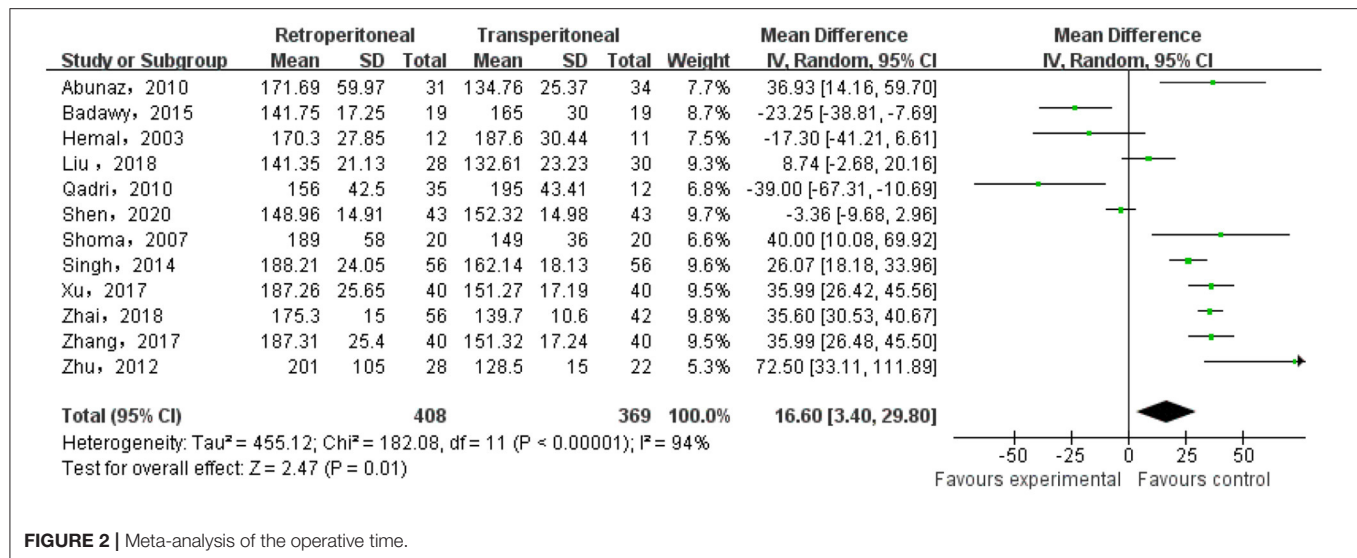 Retroperitoneal Transperitoneal Mean Difference Mean Difference
Study or Subgroup Mean SD Total Mean SD Total Weight IV, Random, 95% CI IV, Random, 95% CI
Abunaz, 2010 171.69 59.97 31 134.76 25.37 34 7.7% 36.93 [14.16, 59.70]
Badawy, 2015 141.75 17.25 19 165 30 19 8.7% -23.25 [-38.81, -7.69]
Hemal, 2003 170.3 27.85 12 187.6 30.44 11 7.5% -17.30 [-41.21, 6.61]
Liu, 2018 141.35 21.13 28 132.61 23.23 30 9.3% 8.74 [-2.68, 20.16]
Qadri, 2010 156 42.5 35 195 43.41 12 6.8% -39.00 [-67.31, -10.69]
Shen, 2020 148.96 14.91 43 152.32 14.98 43 9.7% -3.36 [-9.68, 2.96]
Shoma, 2007 189 58 20 149 36 20 6.6% 40.00 [10.08, 69.92]
Singh, 2014 188.21 24.05 56 162.14 18.13 56 9.6% 26.07 [18.18, 33.96]
Xu, 2017 187.26 25.65 40 151.27 17.19 40 9.5% 35.99 [26.42, 45.56]
Zhai, 2018 175.3 15 56 139.7 10.6 42 9.8% 35.60 [30.53, 40.67]
Zhang, 2017 187.31 25.4 40 151.32 17.24 40 9.5% 35.99 [26.48, 45.50]
Zhu, 2012 201 105 28 128.5 15 22 5.3% 72.50 [33.11, 111.89]
Total (95% CI) 408 369 100.0% 16.60 [3.40, 29.80]
Heterogeneity: Tau² = 455.12; Chi² = 182.08, df = 11 (P < 0.00001); I² = 94%
Test for overall effect: Z = 2.47 (P = 0.01)
-50 -25 0 25 50
Favours experimental Favours control
FIGURE 2 | Meta-analysis of the operative time.